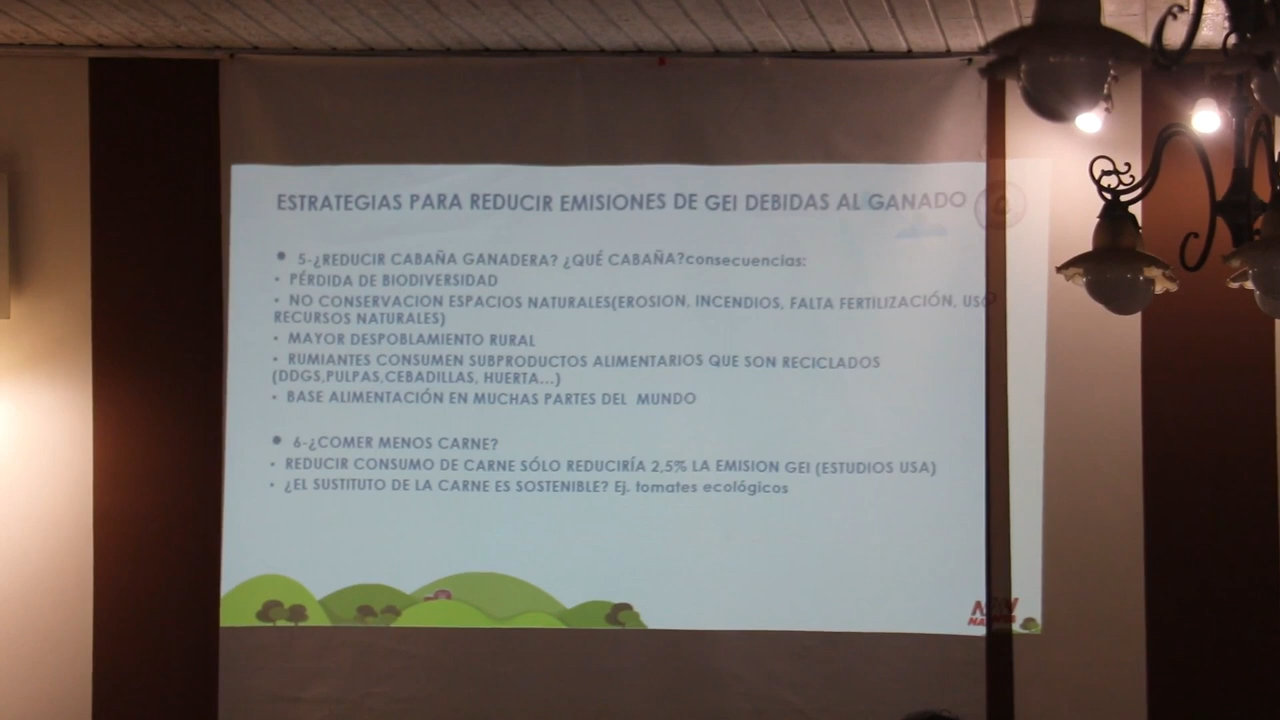 ESTRATEGIAS PARA REDUCIR EMISIONES DE GEI DEBIDAS AL GANADO
• 5-¿REDUCIR CABAÑA GANADERA? ¿QUÉ CABAÑA?consecuencias:
• PÉRDIDA DE BIODIVERSIDAD
• NO CONSERVACION ESPACIOS NATURALES(EROSION, INCENDIOS, FALTA FERTILIZACIÓN, USO
RECURSOS NATURALES)
• MAYOR DESPOBLAMIENTO RURAL
• RUMIANTES CONSUMEN SUBPRODUCTOS ALIMENTARIOS QUE SON RECICLADOS
(DDGS,PULPAS,CEBADILLAS, HUERTA...)
• BASE ALIMENTACIÓN EN MUCHAS PARTES DEL MUNDO
• 6-¿COMER MENOS CARNE?
• REDUCIR CONSUMO DE CARNE SÓLO REDUCIRÍA 2,5% LA EMISION GEI (ESTUDIOS USA)
• ¿EL SUSTITUTO DE LA CARNE ES SOSTENIBLE? Ej. tomates ecológicos